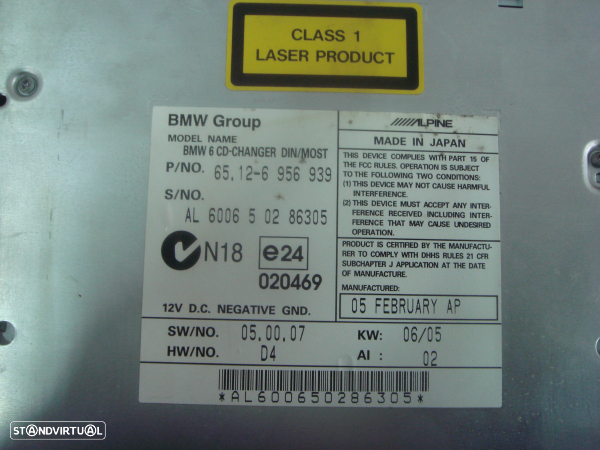 CLASS 1
LASER PRODUCT
BMW Group
MODEL NAME
BMW 6 CD-CHANGER DIN/MOST
P/NO. 65.12-6 956 939
S/NO.
AL 6006 5 02 86305
N18 e24
020469
12V D.C. NEGATIVE GND.
ALPINE
MADE IN JAPAN
THIS DEVICE COMPLIES WITH PART 15 OF
THE FCC RULES. OPERATION IS SUBJECT
TO THE FOLLOWING TWO CONDITIONS:
(1) THIS DEVICE MAY NOT CAUSE HARMFUL
INTERFERENCE.
(2) THIS DEVICE MUST ACCEPT ANY INTER-
FERENCE RECEIVED INCLUDING INTER-
FERENCE THAT MAY CAUSE UNDESIRED
OPERATION.
PRODUCT IS CERTIFIED BY THE MANUFACTU-
RER TO COMPLY WITH DHHS RULES 21 CFR
SUBCHAPTER J APPLICATION AT THE DATE
OF MANUFACTURE.
MANUFACTURED:
05 FEBRUARY AP
SW/NO. 05.00.07 KW: 06/05
HW/NO. D4 AI : 02
*AL600650286305*
STANDVIRTUAL